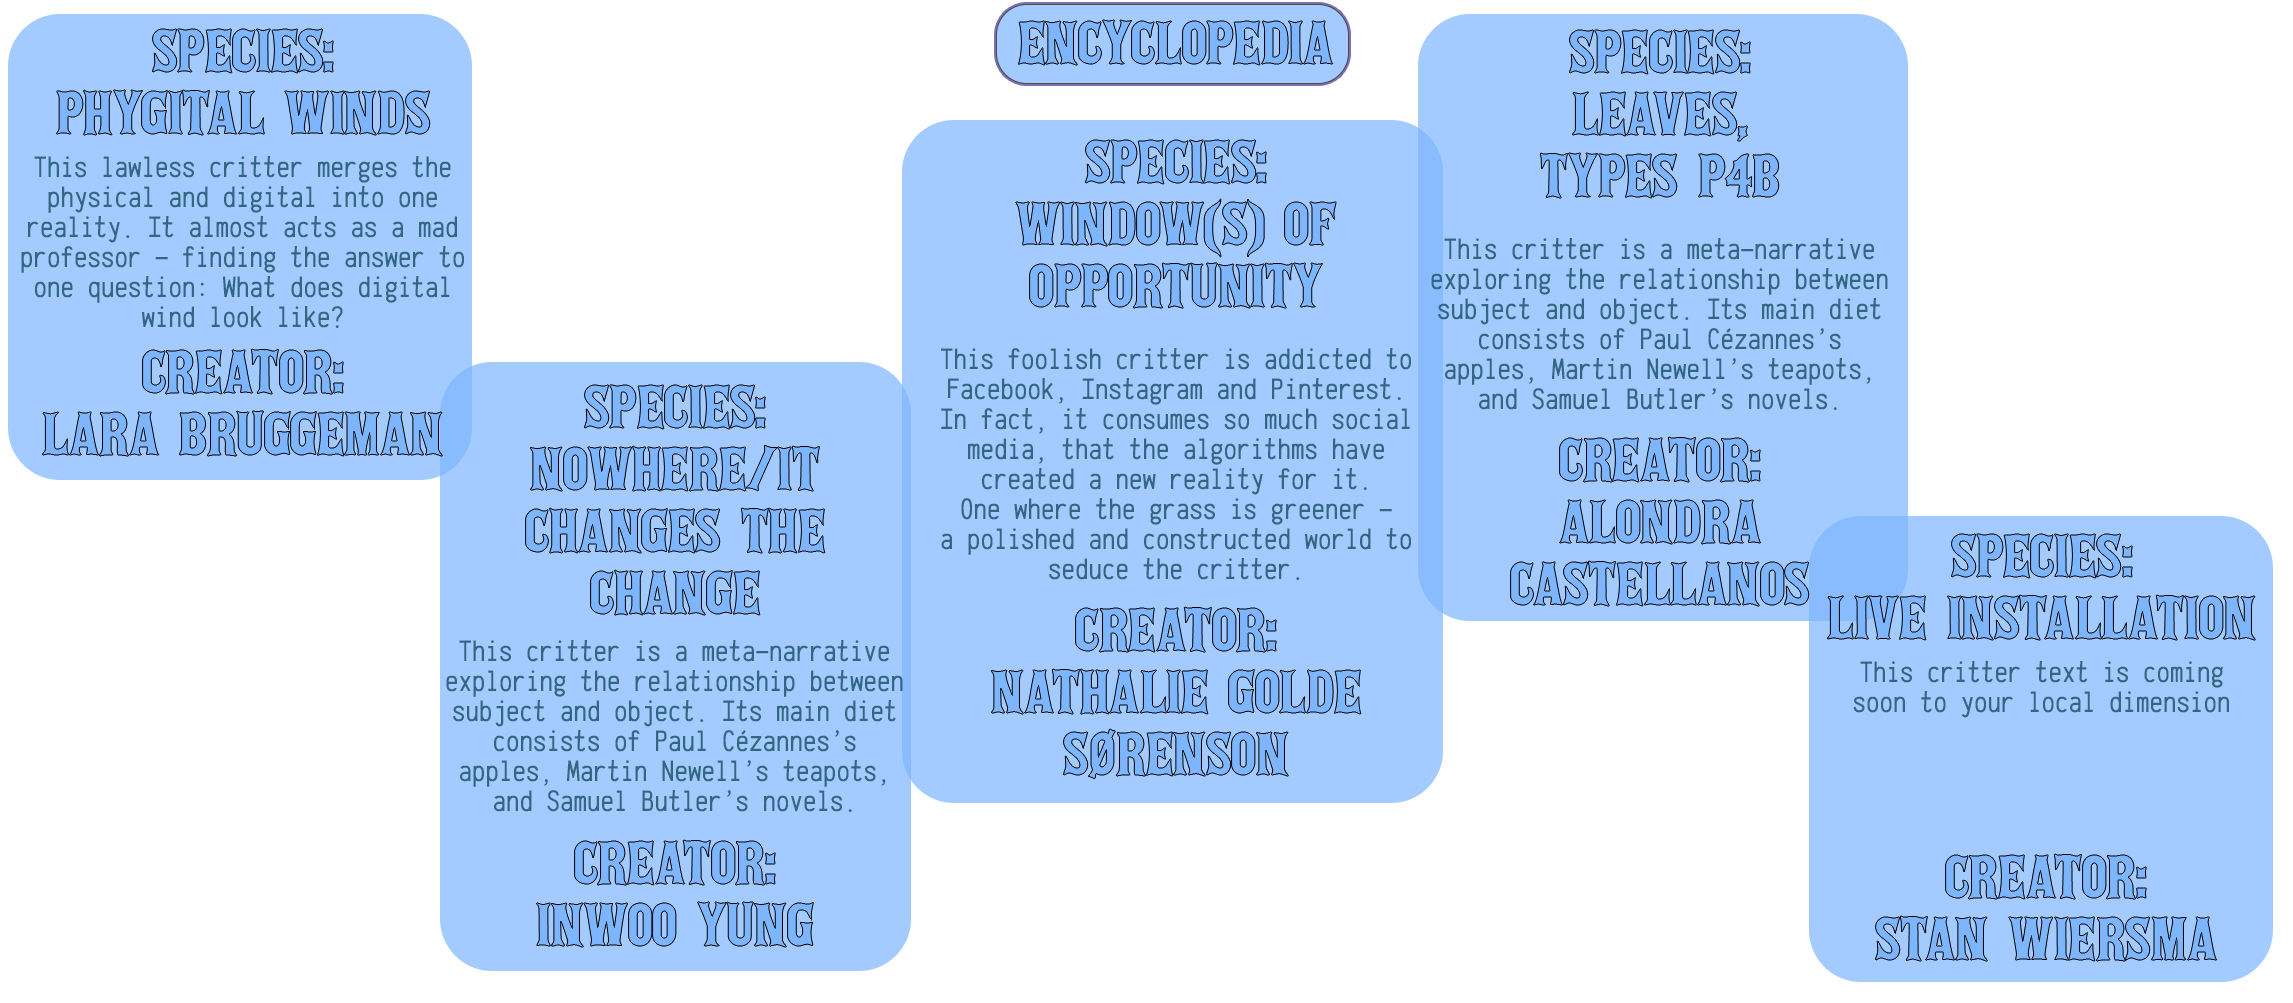 ENCYCLOPEDIA
SPECIES:
PHYGITAL WINDS
This lawless critter merges the
physical and digital into one
reality. It almost acts as a mad
professor – finding the answer to
one question: What does digital
wind look like?
CREATOR:
LARA BRUGGEMAN
SPECIES:
NOWHERE/IT
CHANGES THE
CHANGE
This critter is a meta–narrative
exploring the relationship between
subject and object. Its main diet
consists of Paul Cézannes’s
apples, Martin Newell’s teapots,
and Samuel Butler’s novels.
CREATOR:
INWOO YUNG
SPECIES:
WINDOW(S) OF
OPPORTUNITY
This foolish critter is addicted to
Facebook, Instagram and Pinterest.
In fact, it consumes so much social
media, that the algorithms have
created a new reality for it.
One where the grass is greener –
a polished and constructed world to
seduce the critter.
CREATOR:
NATHALIE GOLDE
SØRENSON
SPECIES:
LEAVES,
TYPES P4B
This critter is a meta–narrative
exploring the relationship between
subject and object. Its main diet
consists of Paul Cézannes’s
apples, Martin Newell’s teapots,
and Samuel Butler’s novels.
CREATOR:
ALONDRA
CASTELLANOS
SPECIES:
LIVE INSTALLATION
This critter text is coming
soon to your local dimension
CREATOR:
STAN WIERSMA